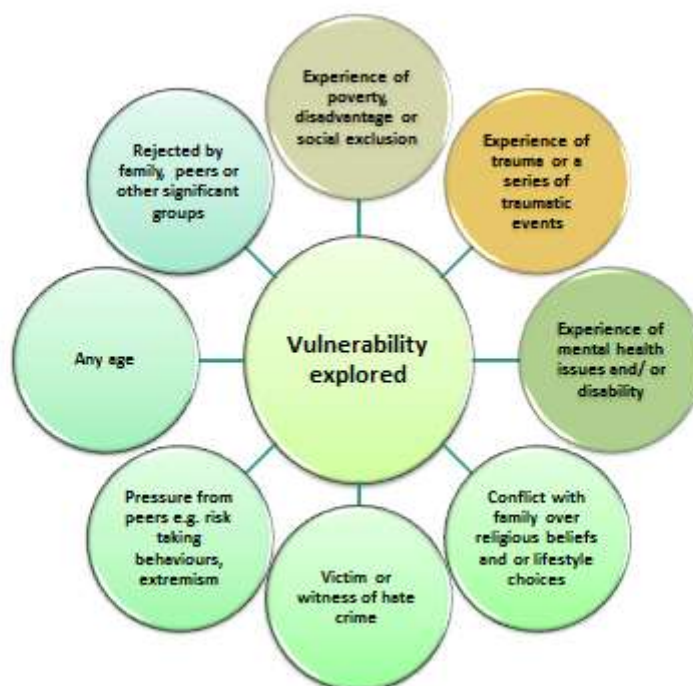 Experience of
poverty,
disadvantage or
social exclusion
Rejected by
family, peers or
other significant
groups
Experience of
trauma or a
series of
traumatic
events
Any age
Vulnerability
explored
Experience of
mental health
issues and/ or
disability
Pressure from
peers e.g. risk
taking
behaviours,
extremism
Conflict with
family over
religious beliefs
and or lifestyle
choices
Victim or
witness of hate
crime